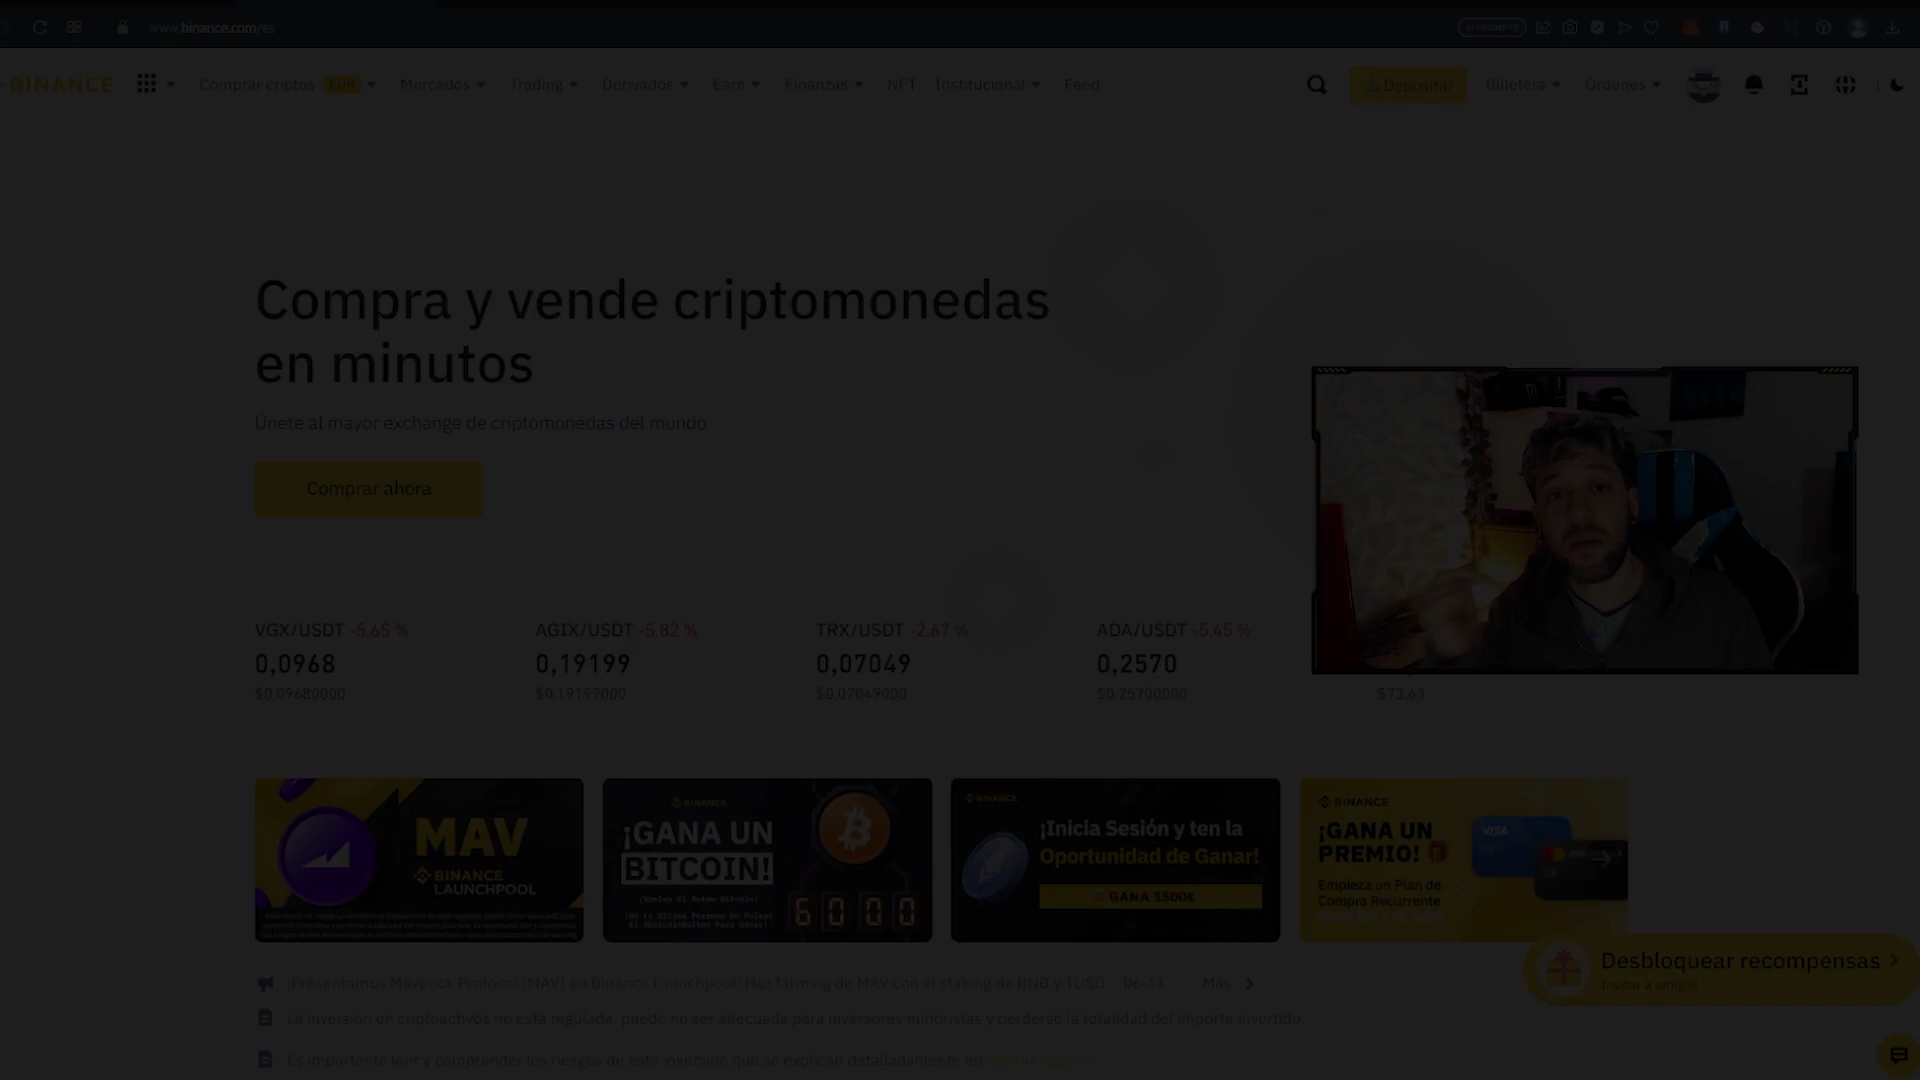 www.binance.com/es
BINANCE
Comprar criptos EUR Mercados Trading Derivados Earn Finanzas NFT Institucional Feed
Depositar Billetera Órdenes
Compra y vende criptomonedas
en minutos
Únete al mayor exchange de criptomonedas del mundo
Comprar ahora
VGX/USDT -5,65 % AGIX/USDT -5,82 % TRX/USDT -2,67 % ADA/USDT -5,45 %
0,0968 0,19199 0,07049 0,2570
$0.09680000 $0.19199000 $0.07049000 $0.25700000 $73.63
MAV
BINANCE
LAUNCHPOOL
BINANCE
¡GANA UN
BITCOIN!
6 0 0 0
BINANCE
¡Inicia Sesión y ten la
Oportunidad de Ganar!
GANA 1500€
BINANCE
¡GANA UN
PREMIO!
Empieza un Plan de
Compra Recurrente
VISA
Desbloquear recompensas
Invitar a amigos
¡Presentamos Maverick Protocol (MAV) en Binance Launchpool! Haz farming de MAV con el staking de BNB y TUSD 06-13 Más
La inversión en criptoactivos no está regulada, puede no ser adecuada para inversores minoristas y perderse la totalidad del importe invertido.
Es importante leer y comprender los riesgos de esta inversión que se explican detalladamente en